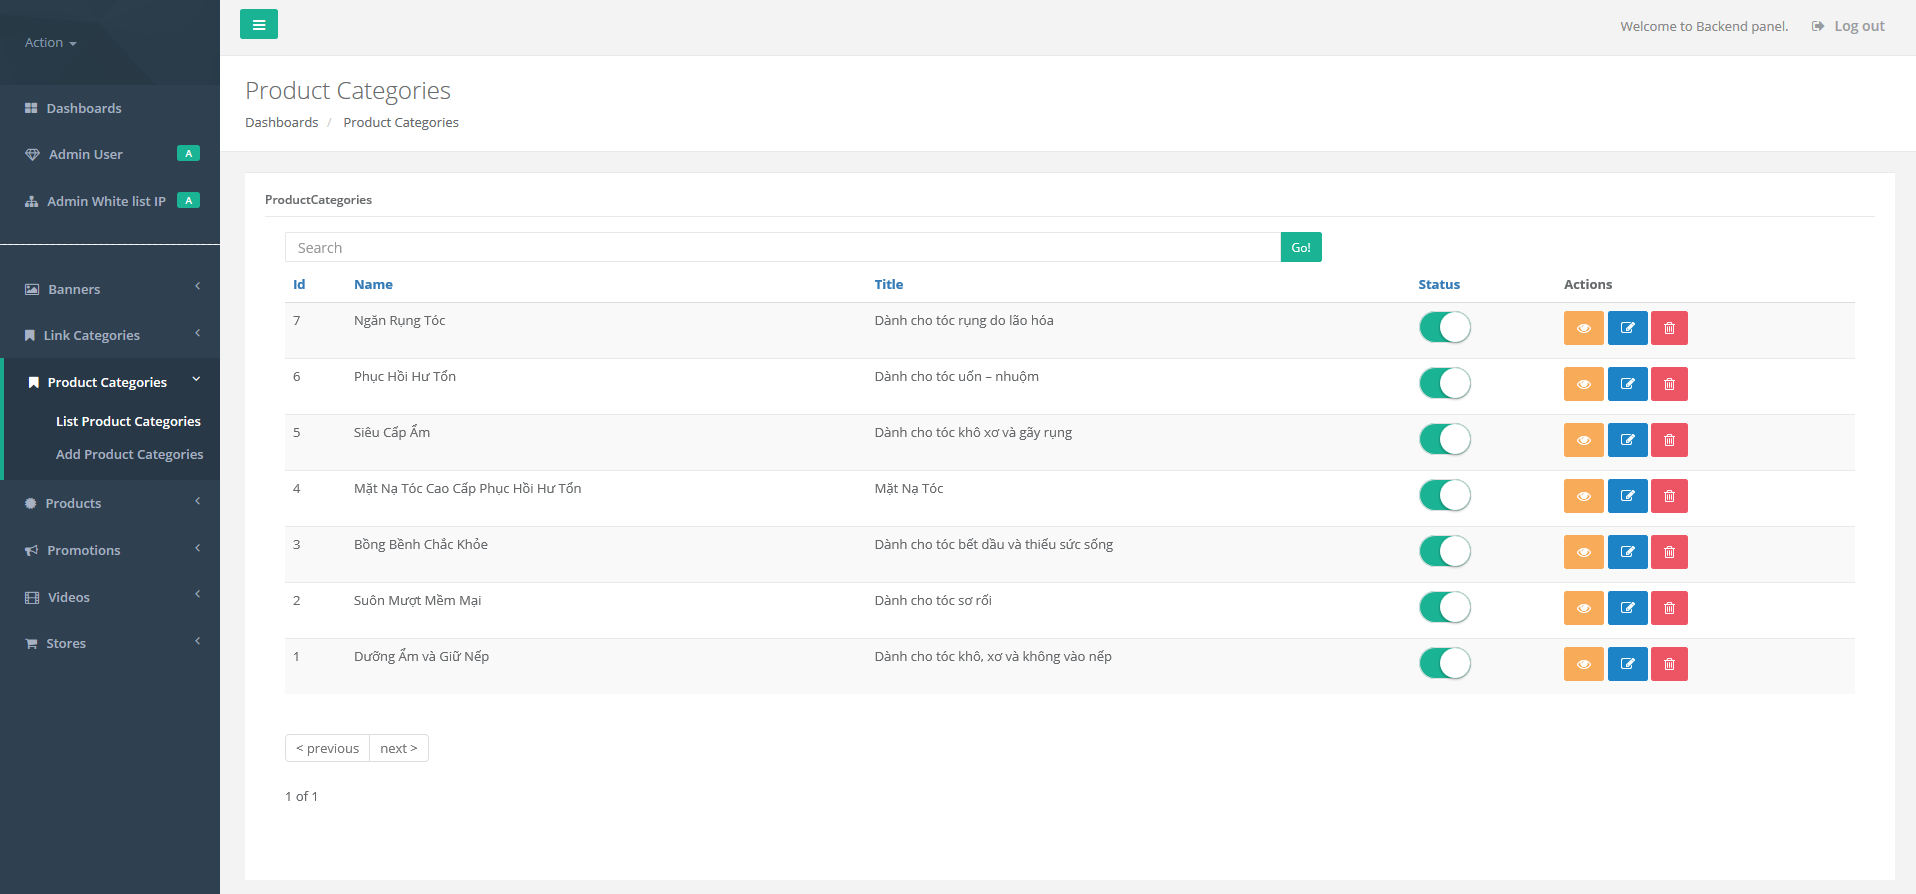 Action
Dashboards
Admin User A
Admin White list IP A
Banners
Link Categories
Product Categories
List Product Categories
Add Product Categories
Products
Promotions
Videos
Stores
Welcome to Backend panel. Log out
Product Categories
Dashboards / Product Categories
ProductCategories
Search Go!
Id Name Title Status Actions
7 Ngăn Rụng Tóc Dành cho tóc rụng do lão hóa
6 Phục Hồi Hư Tổn Dành cho tóc uốn – nhuộm
5 Siêu Cấp Ẩm Dành cho tóc khô xơ và gãy rụng
4 Mặt Nạ Tóc Cao Cấp Phục Hồi Hư Tổn Mặt Nạ Tóc
3 Bồng Bềnh Chắc Khỏe Dành cho tóc bết dầu và thiếu sức sống
2 Suôn Mượt Mềm Mại Dành cho tóc sơ rối
1 Dưỡng Ẩm và Giữ Nếp Dành cho tóc khô, xơ và không vào nếp
< previous next >
1 of 1